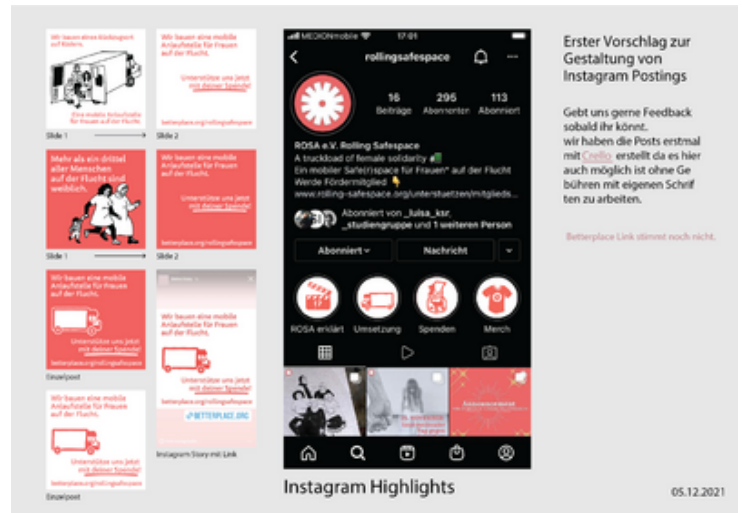 Wir bauen eines Rückzugsort
auf Rädern.
Eine mobile Anlaufstelle
für Frauen auf der Flucht.
Slide 1
Wir bauen eine mobile
Anlaufstelle für Frauen
auf der Flucht.
Unterstütze uns jetzt
mit deiner Spende!
betterplace.org/rollingsafespace
Slide 2
Mehr als ein drittel
aller Menschen
auf der Flucht sind
weiblich.
Slide 1
Wir bauen eine mobile
Anlaufstelle für Frauen
auf der Flucht.
Unterstütze uns jetzt
mit deiner Spende!
betterplace.org/rollingsafespace
Slide 2
Wir bauen eine mobile
Anlaufstelle für Frauen
auf der Flucht.
Unterstütze uns jetzt
mit deiner Spende!
betterplace.org/rollingsafespace
Einzelpost
Wir bauen eine mobile
Anlaufstelle für Frauen
auf der Flucht.
Unterstütze uns jetzt
mit deiner Spende!
betterplace.org/rollingsafespace
BETTERPLACE.ORG
Instagram Story mit Link
Wir bauen eine mobile
Anlaufstelle für Frauen
auf der Flucht.
Unterstütze uns jetzt
mit deiner Spende!
betterplace.org/rollingsafespace
Einzelpost
MEDIONmobile 17:01
rollingsafespace
16 295 113
Beiträge Abonnenten Abonniert
ROSA e.V. Rolling Safespace
A truckload of female solidarity
Ein mobiler Safe(r)space für Frauen* auf der Flucht
Werde Fördermitglied
www.rolling-safespace.org/unterstuetzen/mitglieds...
Abonniert von _luisa_ksr,
_studiengruppe und 1 weiteren Person
Abonniert Nachricht
ROSA erklärt Umsetzung Spenden Merch
Announcement
Instagram Highlights
Erster Vorschlag zur
Gestaltung von
Instagram Postings
Gebt uns gerne Feedback
sobald ihr könnt.
wir haben die Posts erstmal
mit Crello erstellt da es hier
auch möglich ist ohne Ge
bühren mit eigenen Schrif
ten zu arbeiten.
Betterplace Link stimmt noch nicht.
05.12.2021